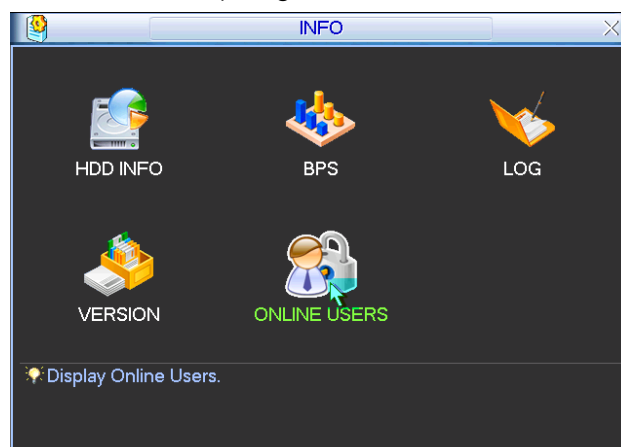 INFO
HDD INFO
BPS
LOG
VERSION
ONLINE USERS
Display Online Users.